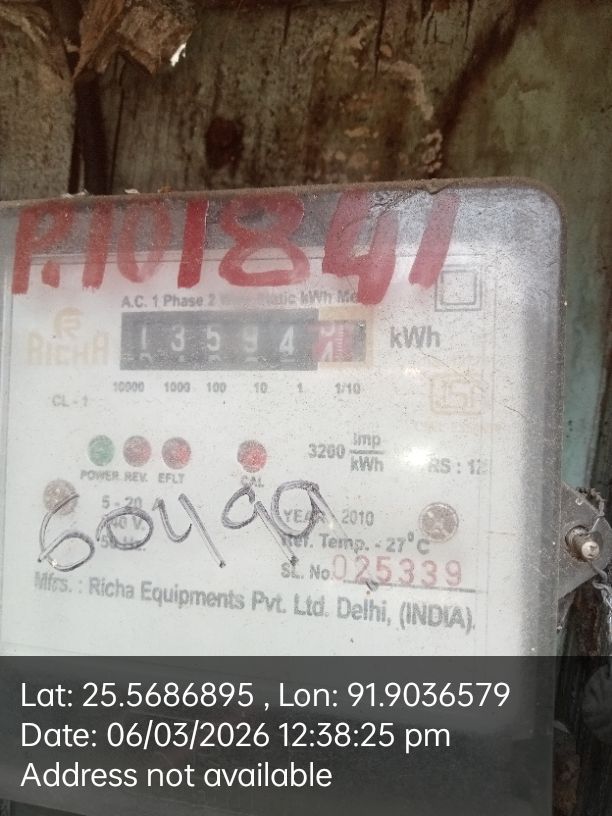 P.101841
A.C. 1 Phase 2 Static kWh
RICHA
13594
kWh
10000 1000 100 10 1 1/10
CL - 1
3200 imp/kWh
RS : 12
POWER REV. EFLT CAL
5 - 20
YEAR 2010
Ref. Temp. - 27°C
SL. No. 025339
Mfrs. : Richa Equipments Pvt. Ltd. Delhi, (INDIA).
Lat: 25.5686895 , Lon: 91.9036579
Date: 06/03/2026 12:38:25 pm
Address not available